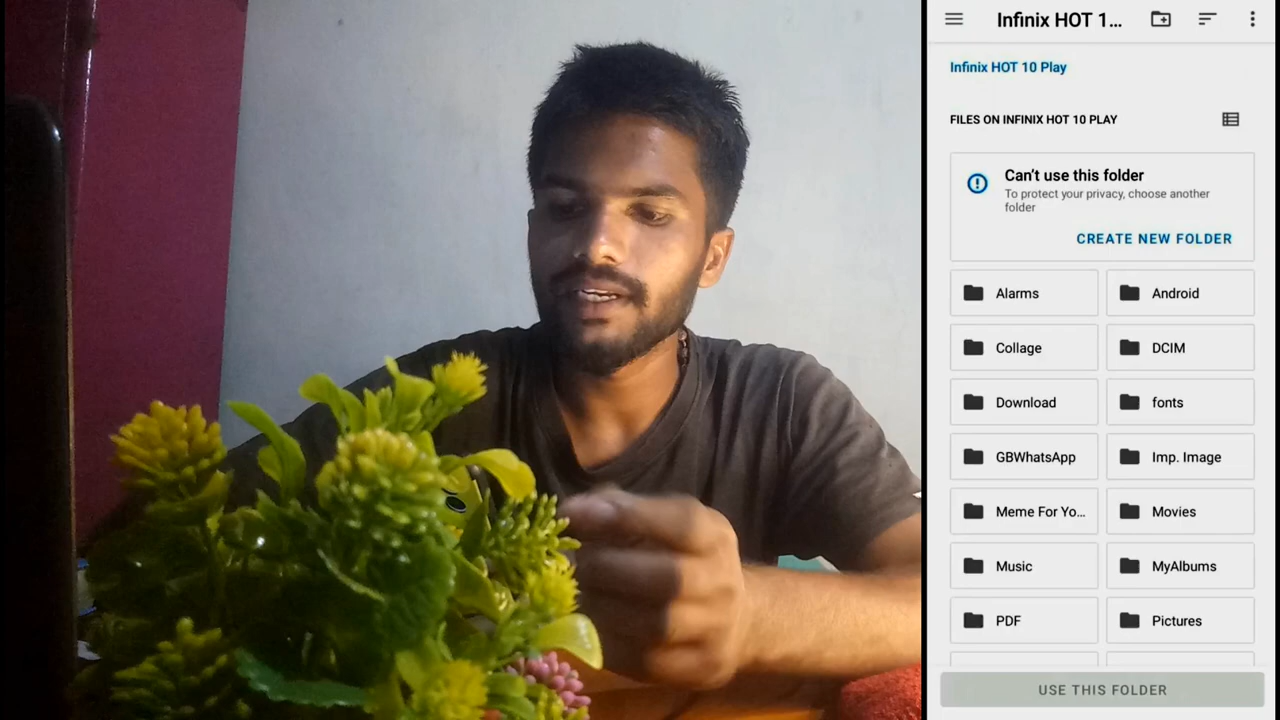 Infinix HOT 1...
Infinix HOT 10 Play
FILES ON INFINIX HOT 10 PLAY
Can't use this folder
To protect your privacy, choose another
folder
CREATE NEW FOLDER
Alarms
Android
Collage
DCIM
Download
fonts
GBWhatsApp
Imp. Image
Meme For Yo...
Movies
Music
MyAlbums
PDF
Pictures
USE THIS FOLDER